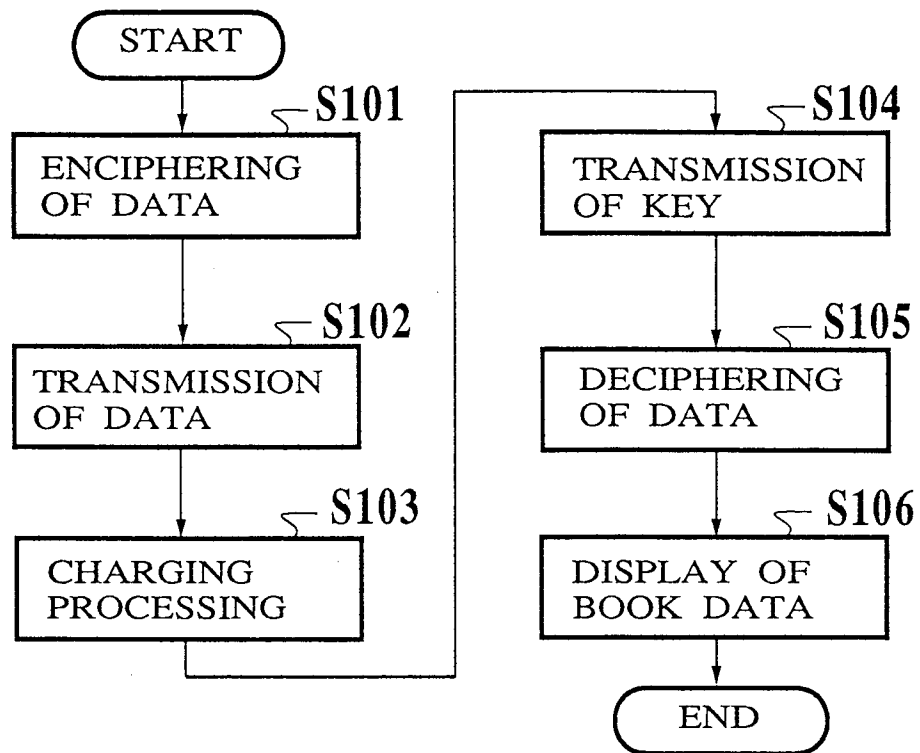 START
S101
ENCIPHERING
OF DATA
S102
TRANSMISSION
OF DATA
S103
CHARGING
PROCESSING
S104
TRANSMISSION
OF KEY
S105
DECIPHERING
OF DATA
S106
DISPLAY OF
BOOK DATA
END